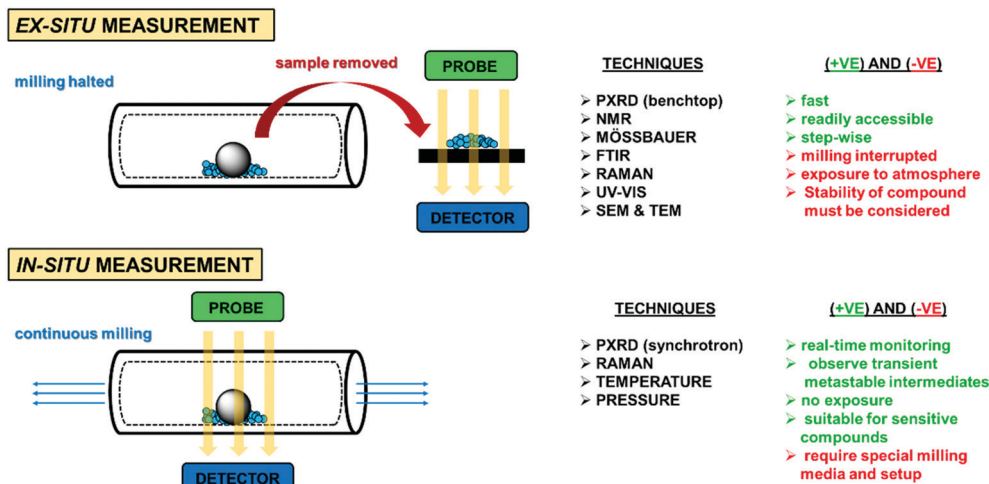 EX-SITU MEASUREMENT
milling halted
sample removed
PROBE
DETECTOR
TECHNIQUES
➢ PXRD (benchtop)
➢ NMR
➢ MÖSSBAUER
➢ FTIR
➢ RAMAN
➢ UV-VIS
➢ SEM & TEM
(+VE) AND (-VE)
➢ fast
➢ readily accessible
➢ step-wise
➢ milling interrupted
➢ exposure to atmosphere
➢ Stability of compound
must be considered
IN-SITU MEASUREMENT
continuous milling
PROBE
DETECTOR
TECHNIQUES
➢ PXRD (synchrotron)
➢ RAMAN
➢ TEMPERATURE
➢ PRESSURE
(+VE) AND (-VE)
➢ real-time monitoring
➢ observe transient
metastable intermediates
➢ no exposure
➢ suitable for sensitive
compounds
➢ require special milling
media and setup